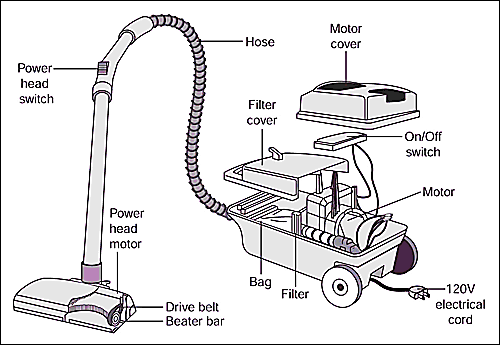 Hose
Motor
cover
Power
head
switch
Filter
cover
On/Off
switch
Motor
Power
head
motor
Bag
Filter
Drive belt
Beater bar
120V
electrical
cord